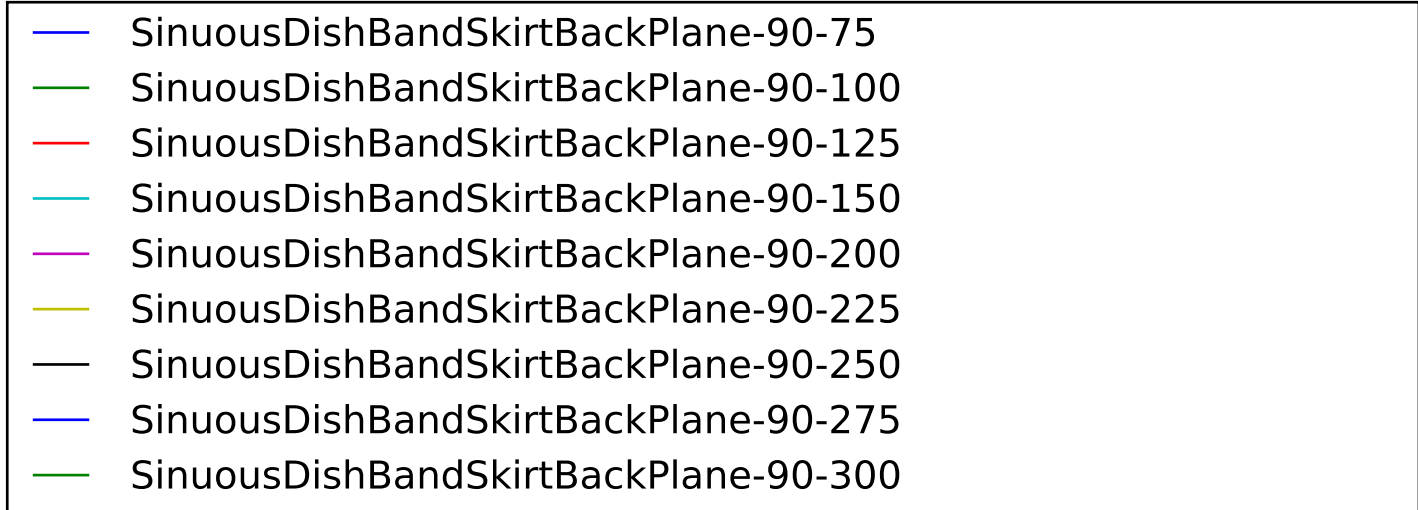 SinuousDishBandSkirtBackPlane-90-75
SinuousDishBandSkirtBackPlane-90-100
SinuousDishBandSkirtBackPlane-90-125
SinuousDishBandSkirtBackPlane-90-150
SinuousDishBandSkirtBackPlane-90-200
SinuousDishBandSkirtBackPlane-90-225
SinuousDishBandSkirtBackPlane-90-250
SinuousDishBandSkirtBackPlane-90-275
SinuousDishBandSkirtBackPlane-90-300